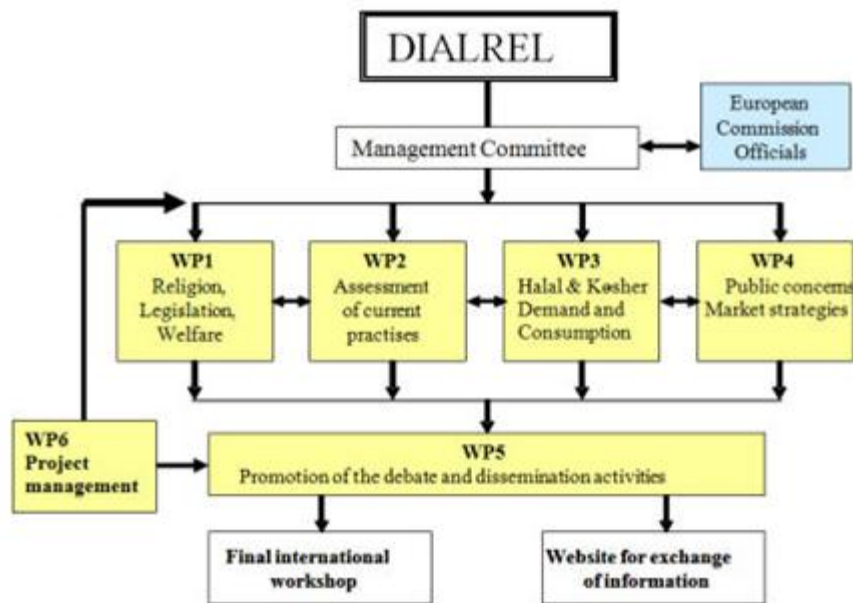 DIALREL
European
Commission
Officials
Management Committee
WP1
Religion,
Legislation,
Welfare
WP2
Assessment
of current
practises
WP3
Halal & Kosher
Demand and
Consumption
WP4
Public concerns
Market strategies
WP6
Project
management
WP5
Promotion of the debate and dissemination activities
Final international
workshop
Website for exchange
of information